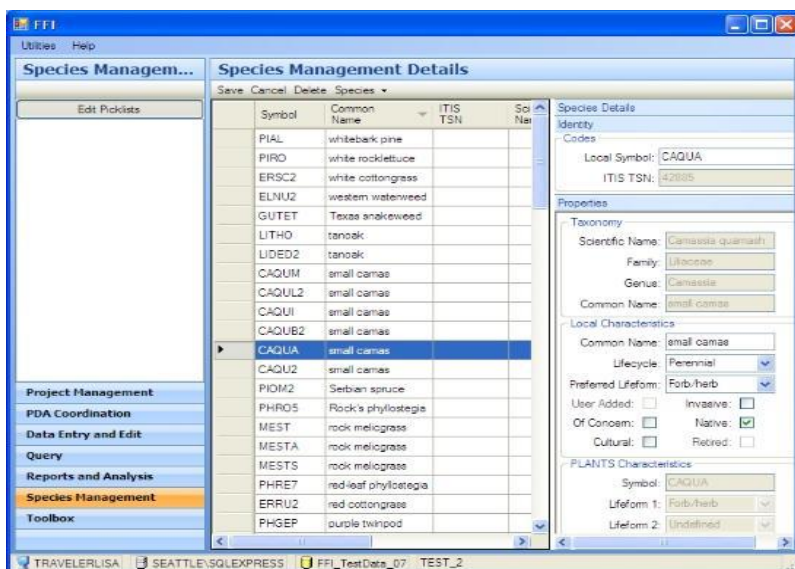 FFI
Utilities Help
Species Managem...
Species Management Details
Save Cancel Delete Species
Edit Picklists
Symbol Common Name ITIS TSN Sci Nar
PIAL whitebark pine
PIRO white rocklettuce
ERSC2 white cottongrass
ELNU2 western waterweed
GUTET Texas snakeweed
LITHO tanoak
LIDED2 tanoak
CAQUM small camas
CAQUL2 small camas
CAQUI small camas
CAQUB2 small camas
CAQUA small camas
CAQU2 small camas
PIOM2 Serbian spruce
PHRO5 Rock's phyllostegia
MEST rock melicgrass
MESTA rock melicgrass
MESTS rock melicgrass
PHRE7 red-leaf phyllostegia
ERRU2 red cottongrass
PHGEP purple twinpod
Species Details
Identity
Codes
Local Symbol: CAQUA
ITIS TSN: 42885
Properties
Taxonomy
Scientific Name: Camassia quamash
Family: Liliaceae
Genus: Camassia
Common Name: small camas
Local Characteristics
Common Name: small camas
Lifecycle: Perennial
Preferred Lifeform: Forb/herb
User Added: Invasive:
Of Concern: Native:
Cultural: Retired:
PLANTS Characteristics
Symbol: CAQUA
Lifeform 1: Forb/herb
Lifeform 2: Undefined
Project Management
PDA Coordination
Data Entry and Edit
Query
Reports and Analysis
Species Management
Toolbox
TRAVELERLISA SEATTLE\SQLEXPRESS FFI_TestData_07 TEST_2